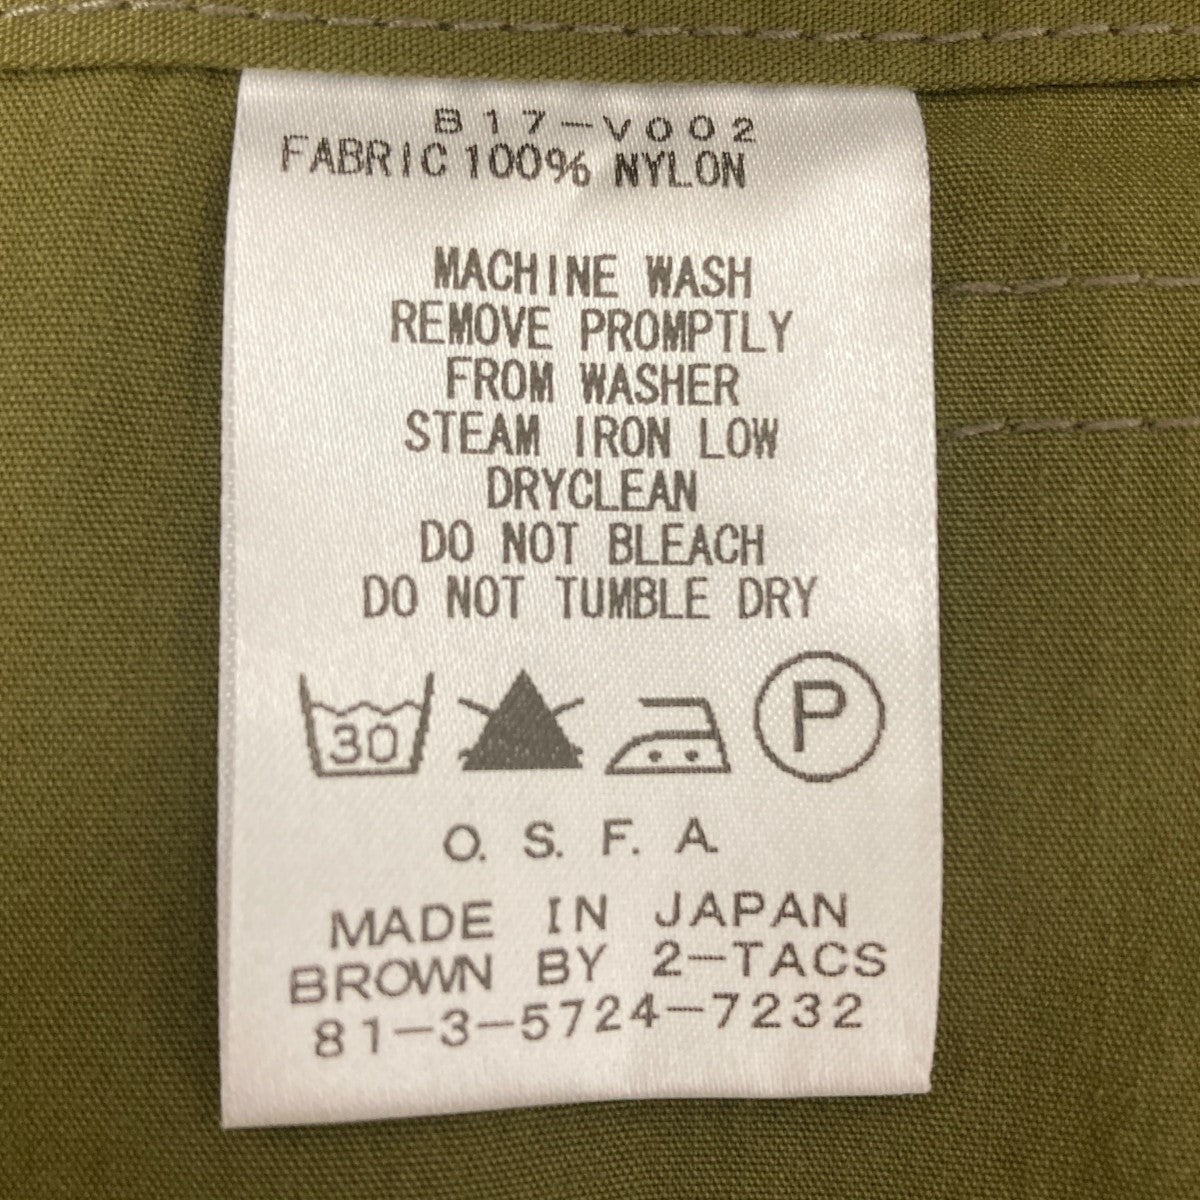 B17-V002
FABRIC 100% NYLON
MACHINE WASH
REMOVE PROMPTLY
FROM WASHER
STEAM IRON LOW
DRYCLEAN
DO NOT BLEACH
DO NOT TUMBLE DRY
30 P
O. S. F. A.
MADE IN JAPAN
BROWN BY 2-TACS
81-3-5724-7232